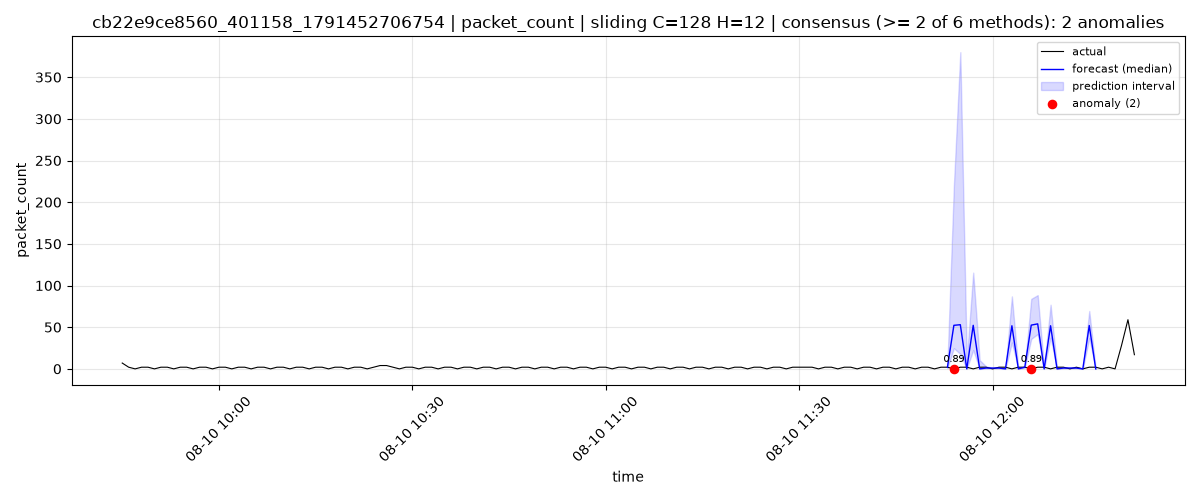 cb22e9ce8560_401158_1791452706754 | packet_count | sliding C=128 H=12 | consensus (>= 2 of 6 methods): 2 anomalies
actual
forecast (median)
prediction interval
anomaly (2)
packet_count
350
300
250
200
150
100
50
0
0.89
0.89
08-10 10:00
08-10 10:30
08-10 11:00
08-10 11:30
08-10 12:00
time